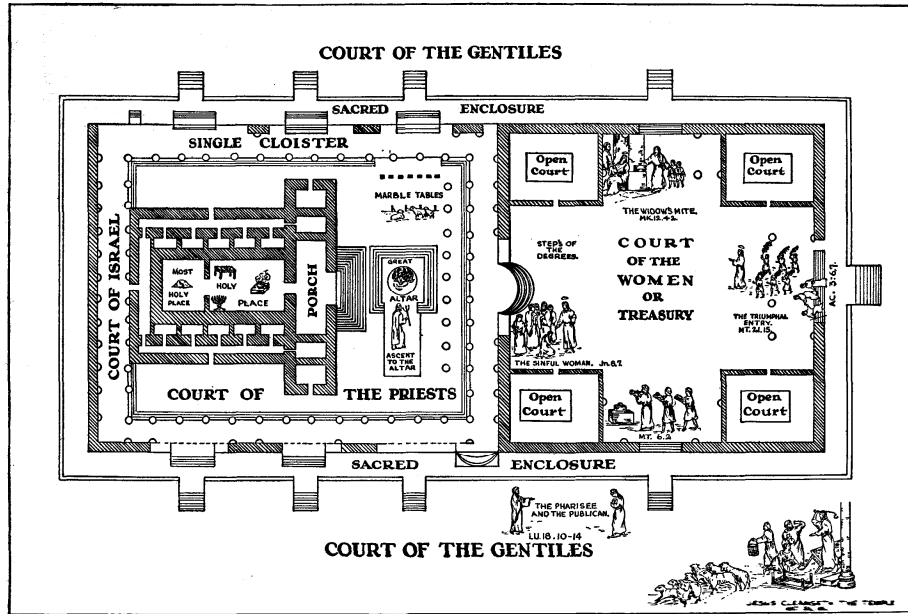 COURT OF THE GENTILES
SACRED ENCLOSURE
SINGLE CLOISTER
COURT OF ISRAEL
MARBLE TABLES
MOST
HOLY
PLACE
HOLY
PLACE
PORCH
GREAT
ALTAR
ASCENT
TO THE
ALTAR
COURT OF THE PRIESTS
Open
Court
Open
Court
THE WIDOW'S MITE.
MK.12.42.
STEPS OF
THE
DEGREES.
COURT
OF THE
WOMEN
OR
TREASURY
AC. 3:6,7.
THE TRIUMPHAL
ENTRY.
MT. 21.15
THE SINFUL WOMAN. Jn.8.7.
Open
Court
MT. 6.2
Open
Court
SACRED ENCLOSURE
THE PHARISEE
AND THE PUBLICAN.
LU.18.10-14
COURT OF THE GENTILES
JESUS CLEANSED THE TEMPLE